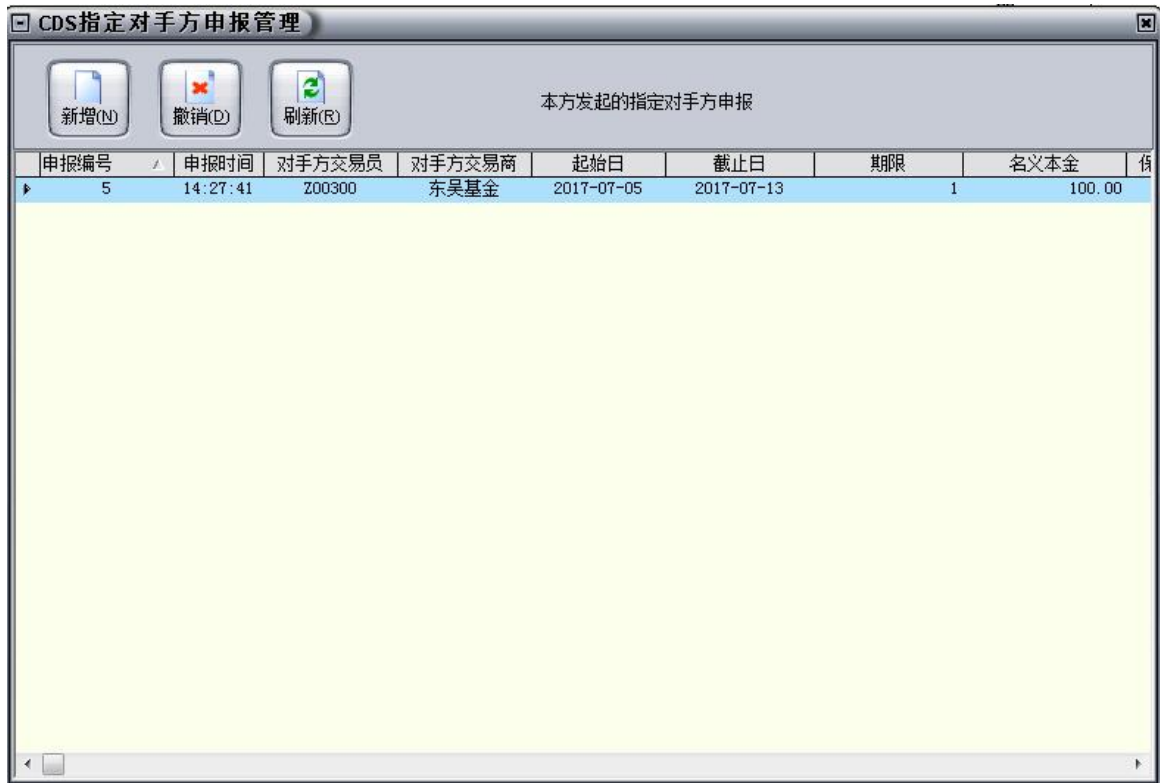 CDS指定对手方申报管理
新增(N) 撤销(D) 刷新(R) 本方发起的指定对手方申报
申报编号 申报时间 对手方交易员 对手方交易商 起始日 截止日 期限 名义本金
5 14:27:41 Z00300 东吴基金 2017-07-05 2017-07-13 1 100.00